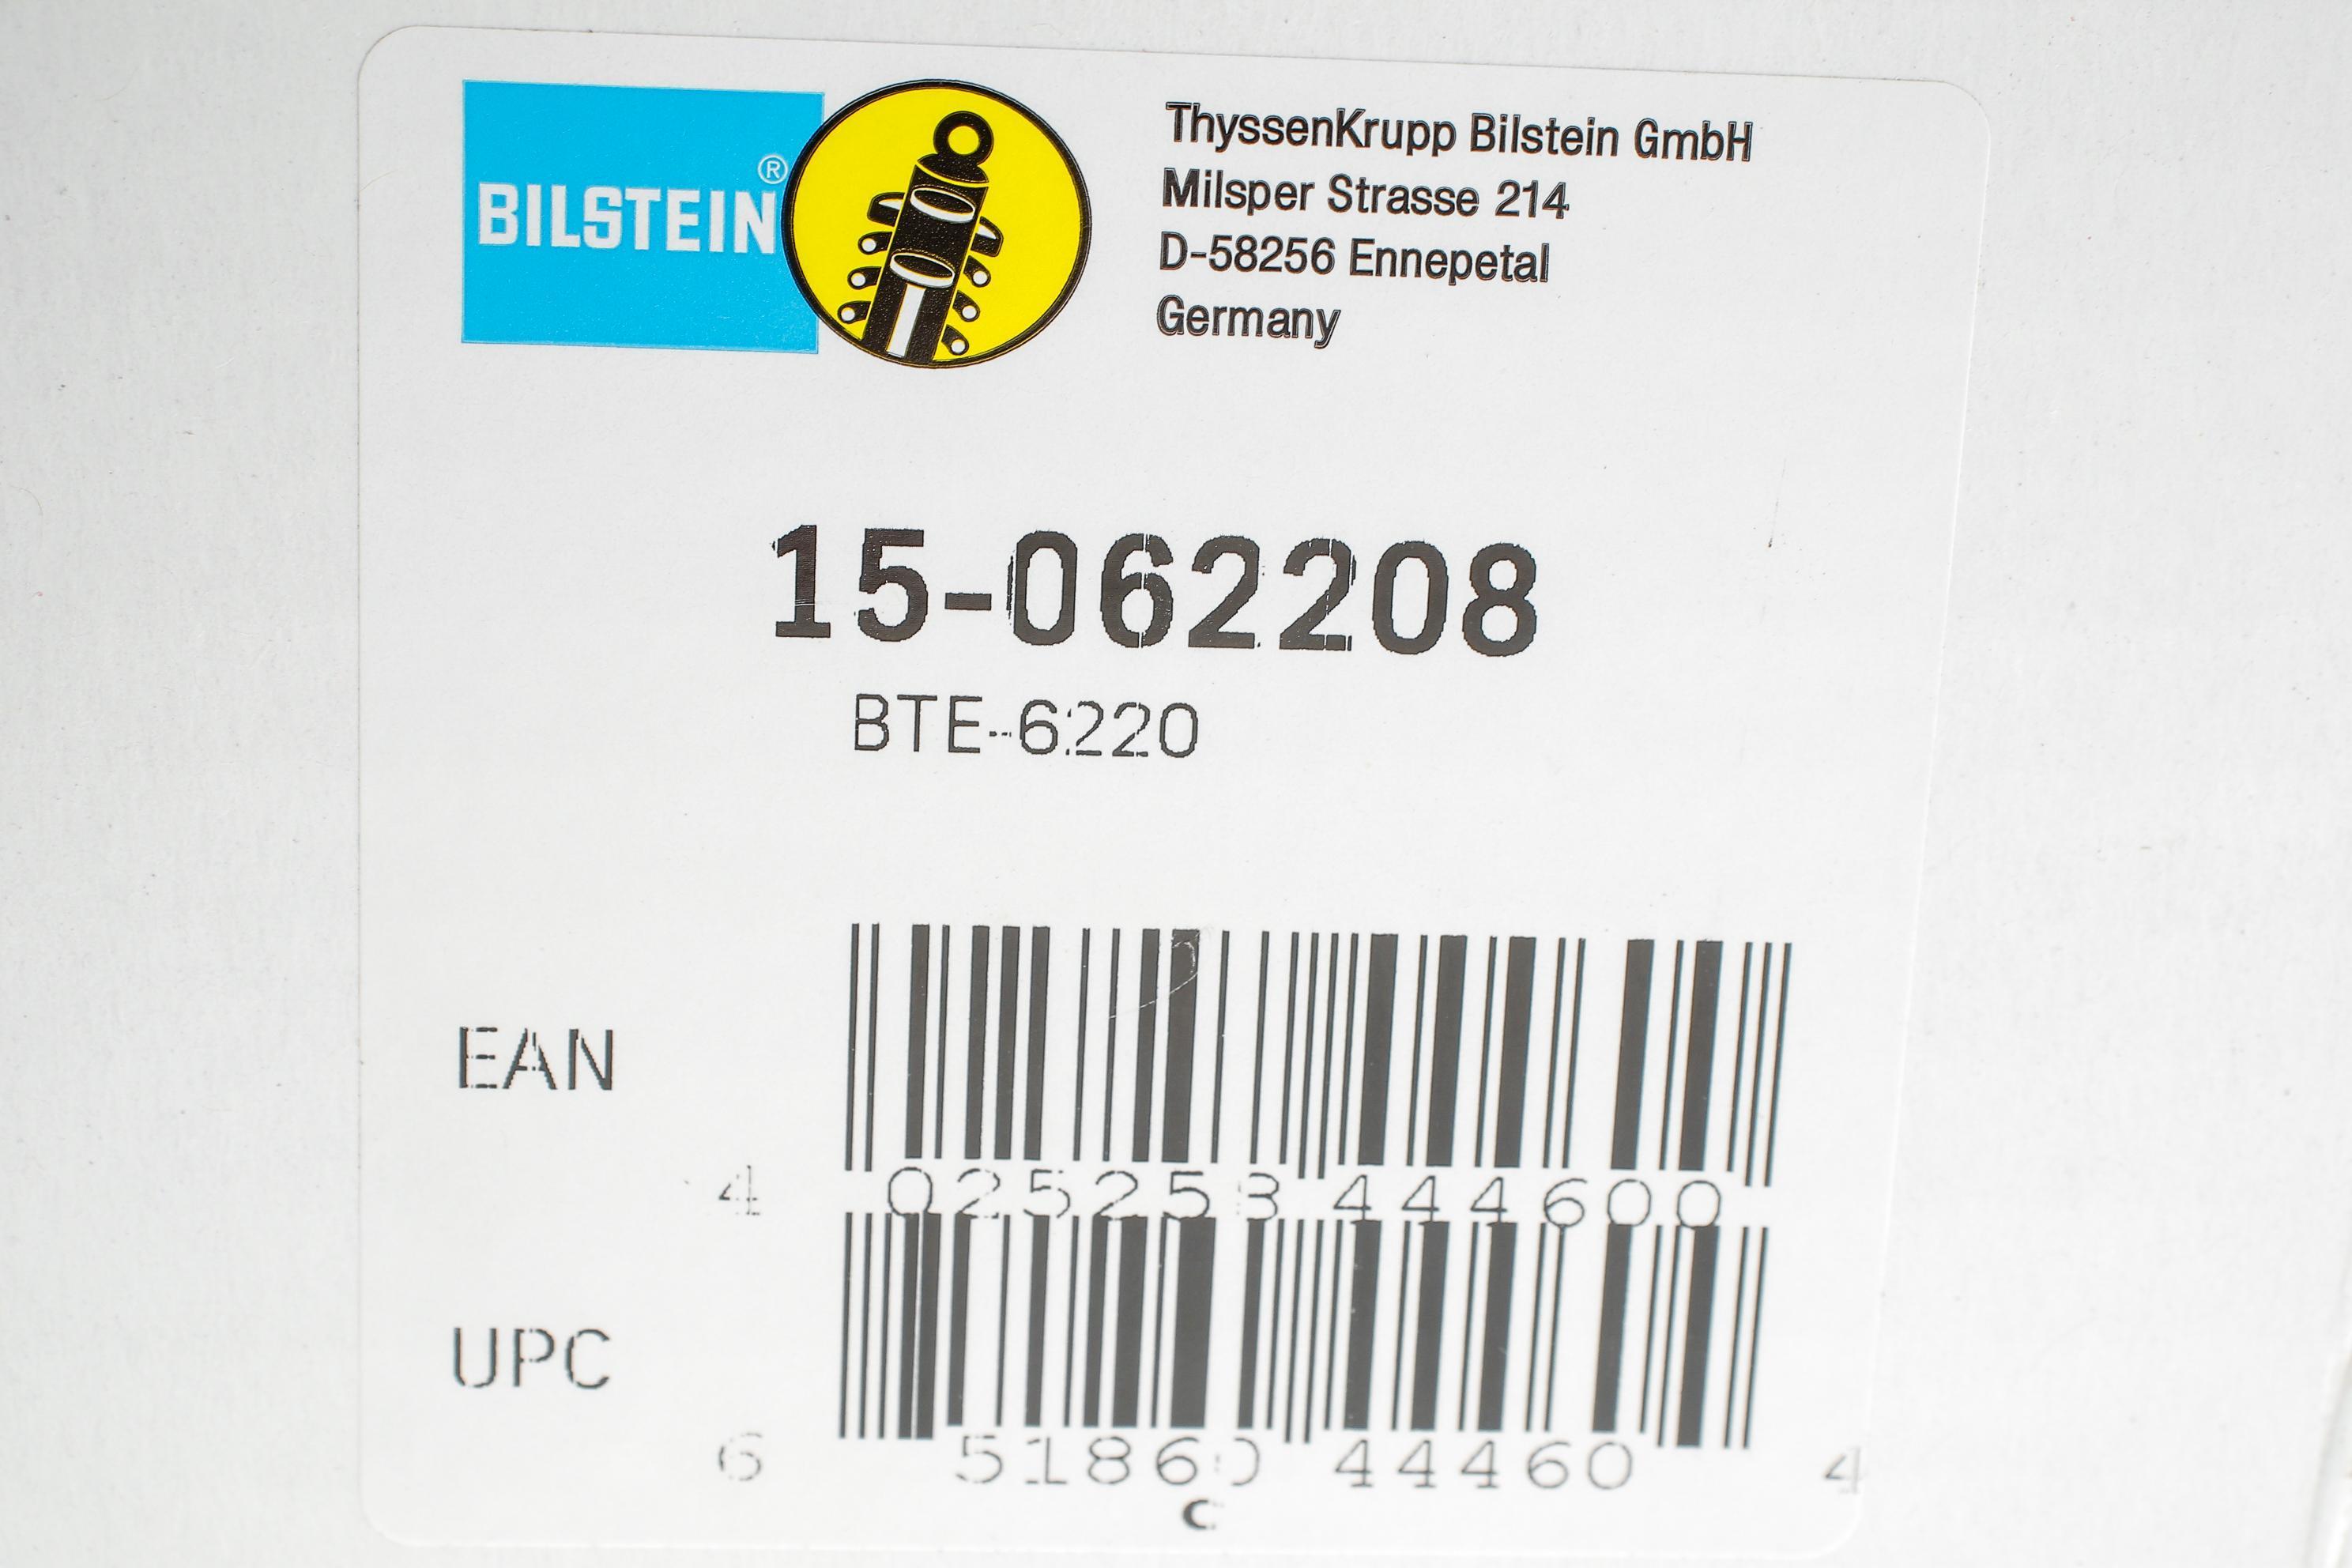 BILSTEIN®
ThyssenKrupp Bilstein GmbH
Milsper Strasse 214
D-58256 Ennepetal
Germany
15-062208
BTE-6220
EAN
4 025258 444600
UPC
6 51860 44460 4
C